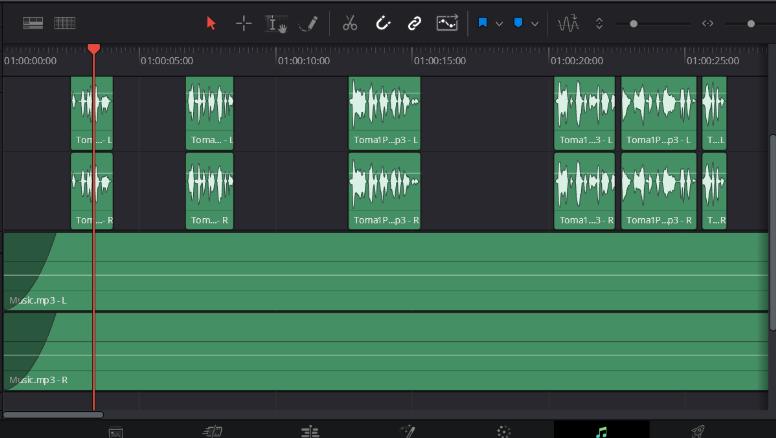 01:00:00:00 01:00:05:00 01:00:10:00 01:00:15:00 01:00:20:00 01:00:25:00
Tom...- L Toma... - L Toma1P...p3 - L Toma1...3 - L Toma1P...p3 - L T...L
Tom...- R Tom...- R Toma1P...p3 - R Toma1...3 - R Toma1P...p3 - R T...R
Music.mp3 - L
Music.mp3 - R